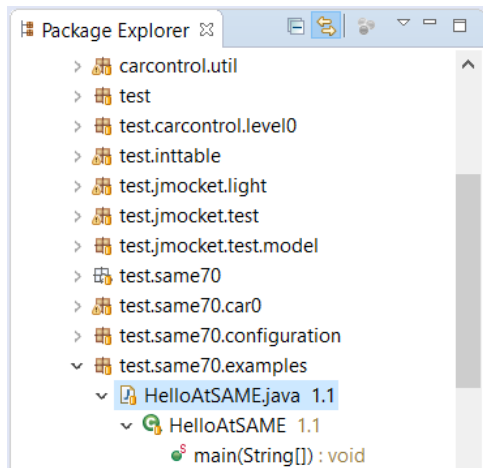 Package Explorer
carcontrol.util
test
test.carcontrol.level0
test.inttable
test.jmocket.light
test.jmocket.test
test.jmocket.test.model
test.same70
test.same70.car0
test.same70.configuration
test.same70.examples
HelloAtSAME.java 1.1
HelloAtSAME 1.1
main(String[]) : void